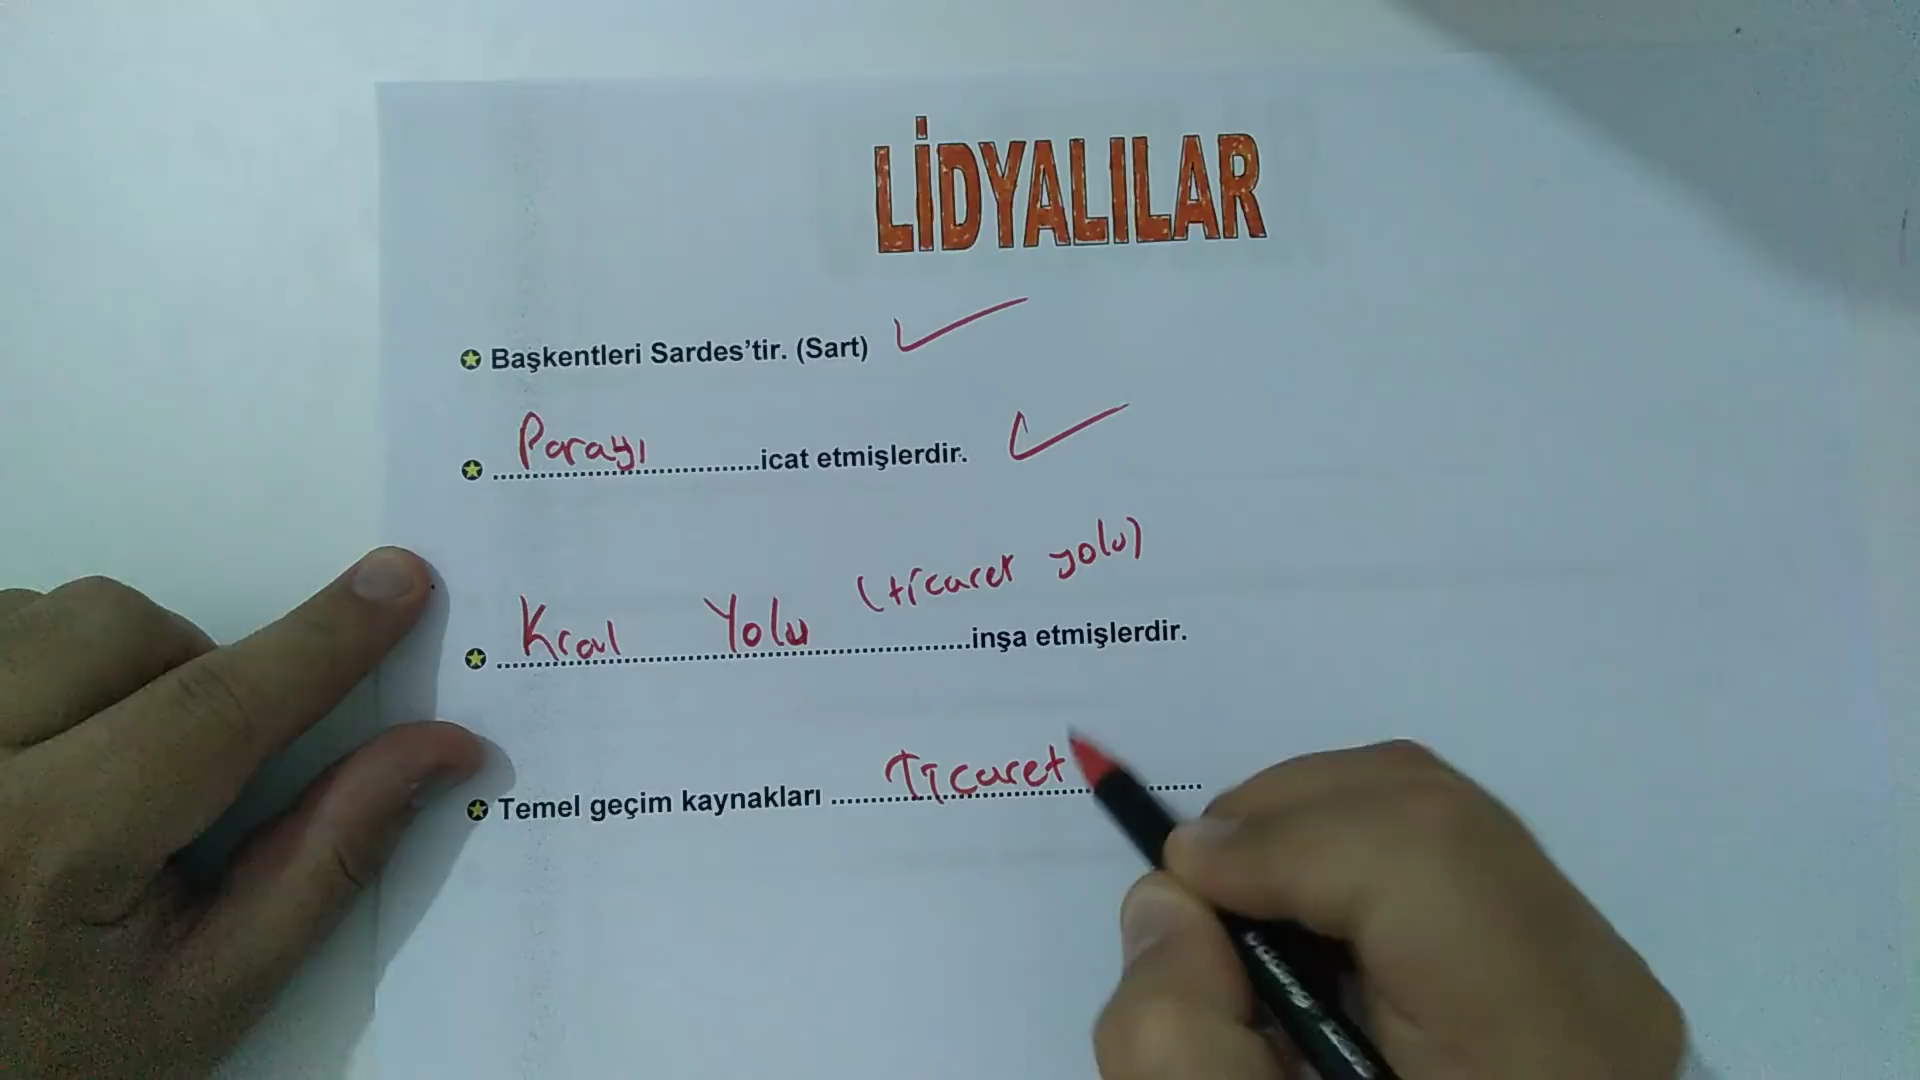 LİDYALILAR
Başkentleri Sardes'tir. (Sart)
Parayı icat etmişlerdir.
(ticaret yolu)
Kral Yolu inşa etmişlerdir.
Temel geçim kaynakları Ticaret